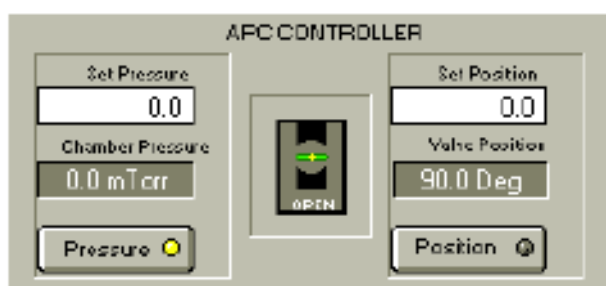 APC CONTROLLER
Set Pressure
0.0
Chamber Pressure
0.0 mTorr
Pressure
OPEN
Set Position
0.0
Valve Position
90.0 Deg
Position